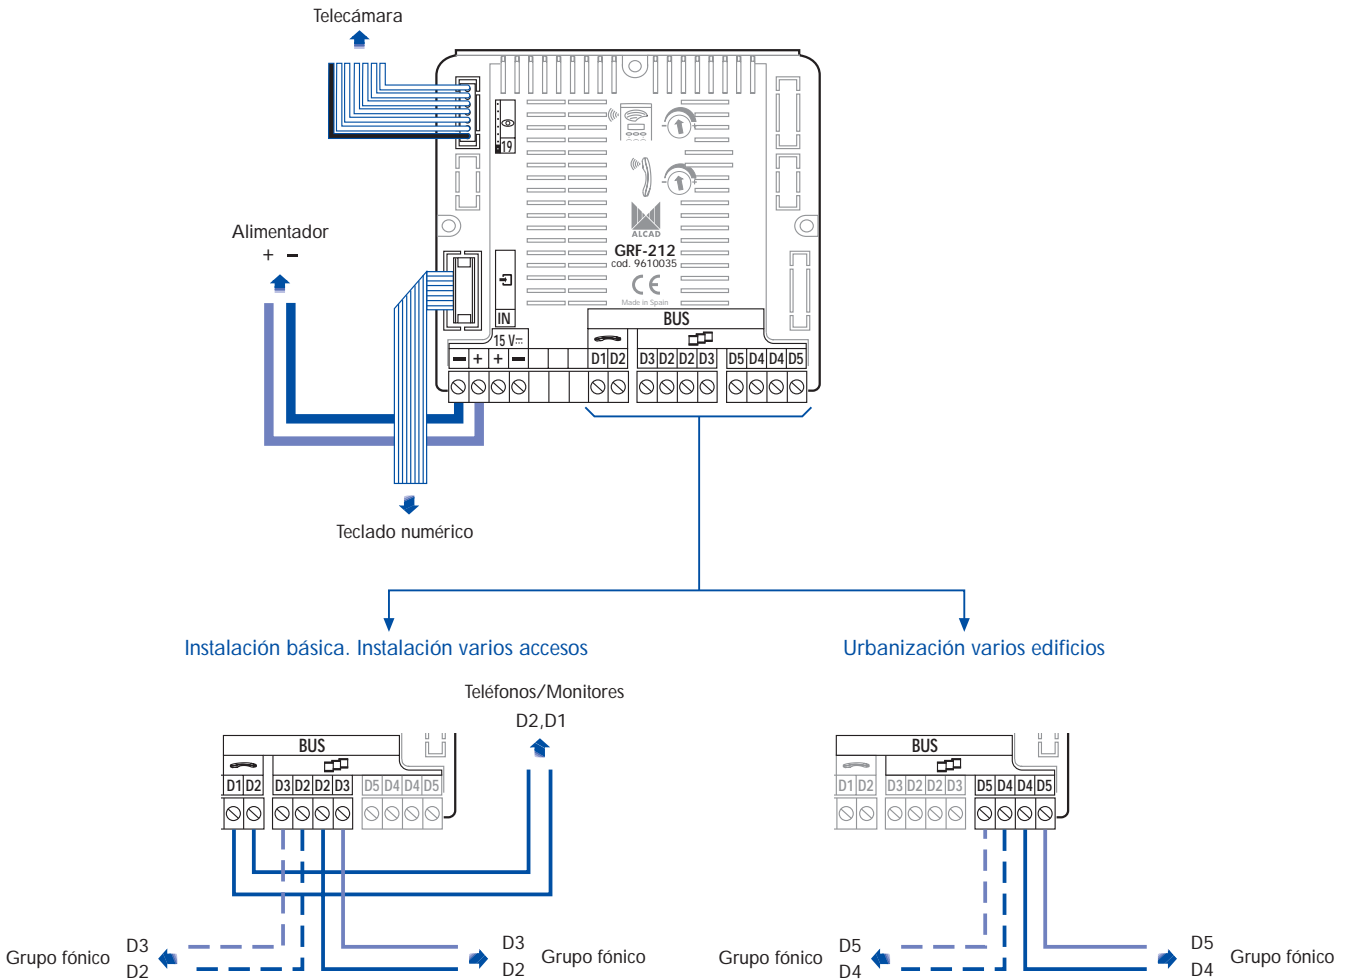 Telecámara
19
Alimentador
+ −
- +
- +
ALCAD
GRF-212
cod. 9610035
CE
Made in Spain
IN
BUS
15 V
− + + −
D1 D2 D3 D2 D2 D3 D5 D4 D4 D5
Teclado numérico
Instalación básica. Instalación varios accesos
Urbanización varios edificios
Teléfonos/Monitores
D2,D1
BUS
D1 D2 D3 D2 D2 D3 D5 D4 D4 D5
BUS
D1 D2 D3 D2 D2 D3 D5 D4 D4 D5
Grupo fónico D3
D2
D3 Grupo fónico
D2
Grupo fónico D5
D4
D5 Grupo fónico
D4